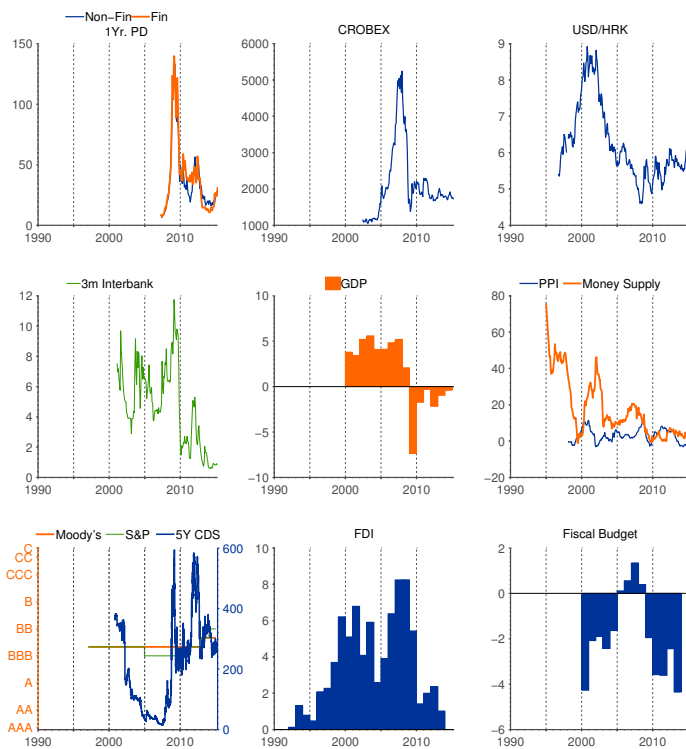 Non−Fin Fin
1Yr. PD
150
100
50
0
1990 2000 2010
CROBEX
6000
5000
4000
3000
2000
1000
1990 2000 2010
USD/HRK
9
8
7
6
5
4
1990 2000 2010
3m Interbank
12
10
8
6
4
2
0
1990 2000 2010
GDP
10
5
0
−5
−10
1990 2000 2010
PPI Money Supply
80
60
40
20
0
−20
1990 2000 2010
Moody's S&P 5Y CDS
C
CC
CCC
B
BB
BBB
A
AA
AAA
600
400
200
0
1990 2000 2010
FDI
10
8
6
4
2
0
1990 2000 2010
Fiscal Budget
2
0
−2
−4
−6
1990 2000 2010